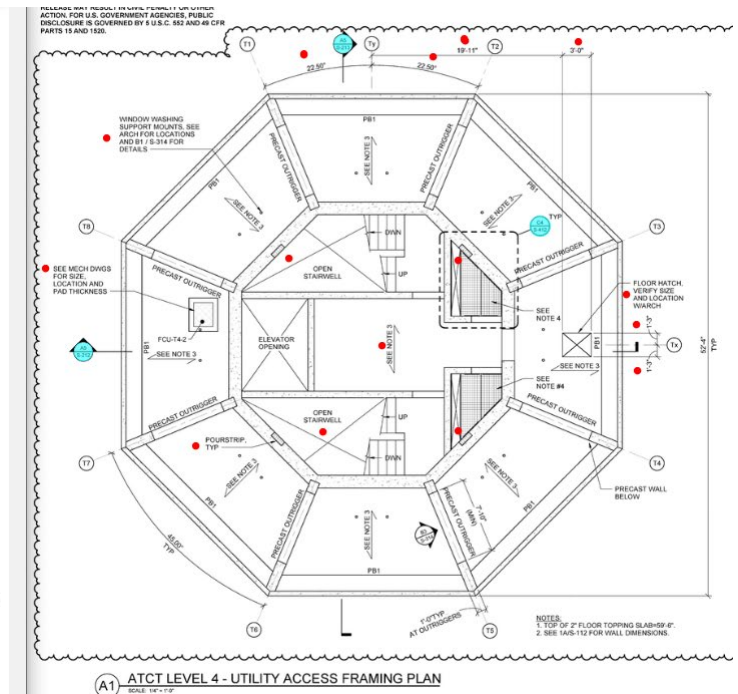 RELEASE MAY RESULT IN CIVIL PENALTY OR OTHER
ACTION. FOR U.S. GOVERNMENT AGENCIES, PUBLIC
DISCLOSURE IS GOVERNED BY 5 U.S.C. 552 AND 49 CFR
PARTS 15 AND 1520.
T1
Ty
T2
19'-11"
3'-0"
22.50°
22.50°
WINDOW WASHING
SUPPORT MOUNTS, SEE
ARCH FOR LOCATIONS
AND B1 / S-314 FOR
DETAILS
PB1
SEE NOTE 3
PRECAST OUTRIGGER
PRECAST OUTRIGGER
PB1
SEE NOTE 3
PB1
SEE NOTE 3
TYP
T8
T3
DWN
UP
OPEN
STAIRWELL
PRECAST OUTRIGGER
PRECAST OUTRIGGER
SEE MECH DWGS
FOR SIZE,
LOCATION AND
PAD THICKNESS
FLOOR HATCH,
VERIFY SIZE
AND LOCATION
W/ARCH
SEE
NOTE 4
FCU-T4-2
ELEVATOR
OPENING
SEE NOTE 3
PB1
SEE NOTE 3
PB1
SEE NOTE 3
1'-3"
1'-3"
Tx
52'-4"
TYP
SEE
NOTE #4
PRECAST OUTRIGGER
PRECAST OUTRIGGER
OPEN
STAIRWELL
UP
DWN
POURSTRIP,
TYP
T7
T4
SEE NOTE 3
PB1
SEE NOTE 3
PB1
PRECAST WALL
BELOW
7'-10"
(MIN)
PRECAST OUTRIGGER
PRECAST OUTRIGGER
SEE NOTE 3
PB1
45.00°
TYP
1'-0"TYP
AT OUTRIGGERS
T6
T5
NOTES:
1. TOP OF 2" FLOOR TOPPING SLAB=59'-6".
2. SEE 1A/S-112 FOR WALL DIMENSIONS.
A1
ATCT LEVEL 4 - UTILITY ACCESS FRAMING PLAN
SCALE: 1/4" = 1'-0"